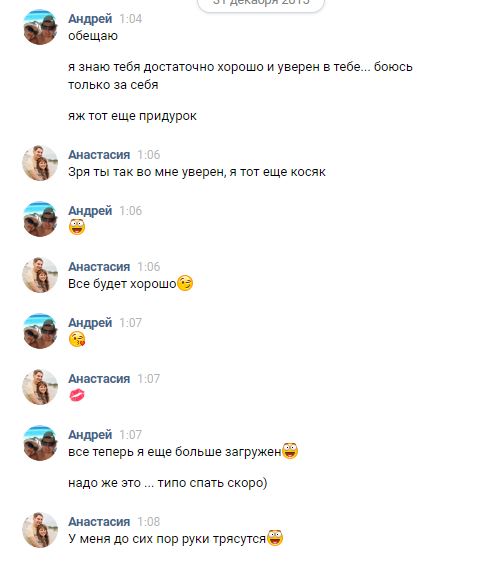 31 декабря 2015
Андрей 1:04
обещаю
я знаю тебя достаточно хорошо и уверен в тебе... боюсь
только за себя
яж тот еще придурок
Анастасия 1:06
Зря ты так во мне уверен, я тот еще косяк
Андрей 1:06
Анастасия 1:06
Все будет хорошо
Андрей 1:07
Анастасия 1:07
Андрей 1:07
все теперь я еще больше загружен
надо же это ... типо спать скоро)
Анастасия 1:08
У меня до сих пор руки трясутся